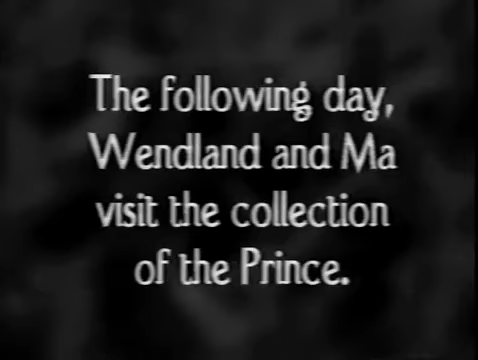 The following day,
Wendland and Ma
visit the collection
of the Prince.